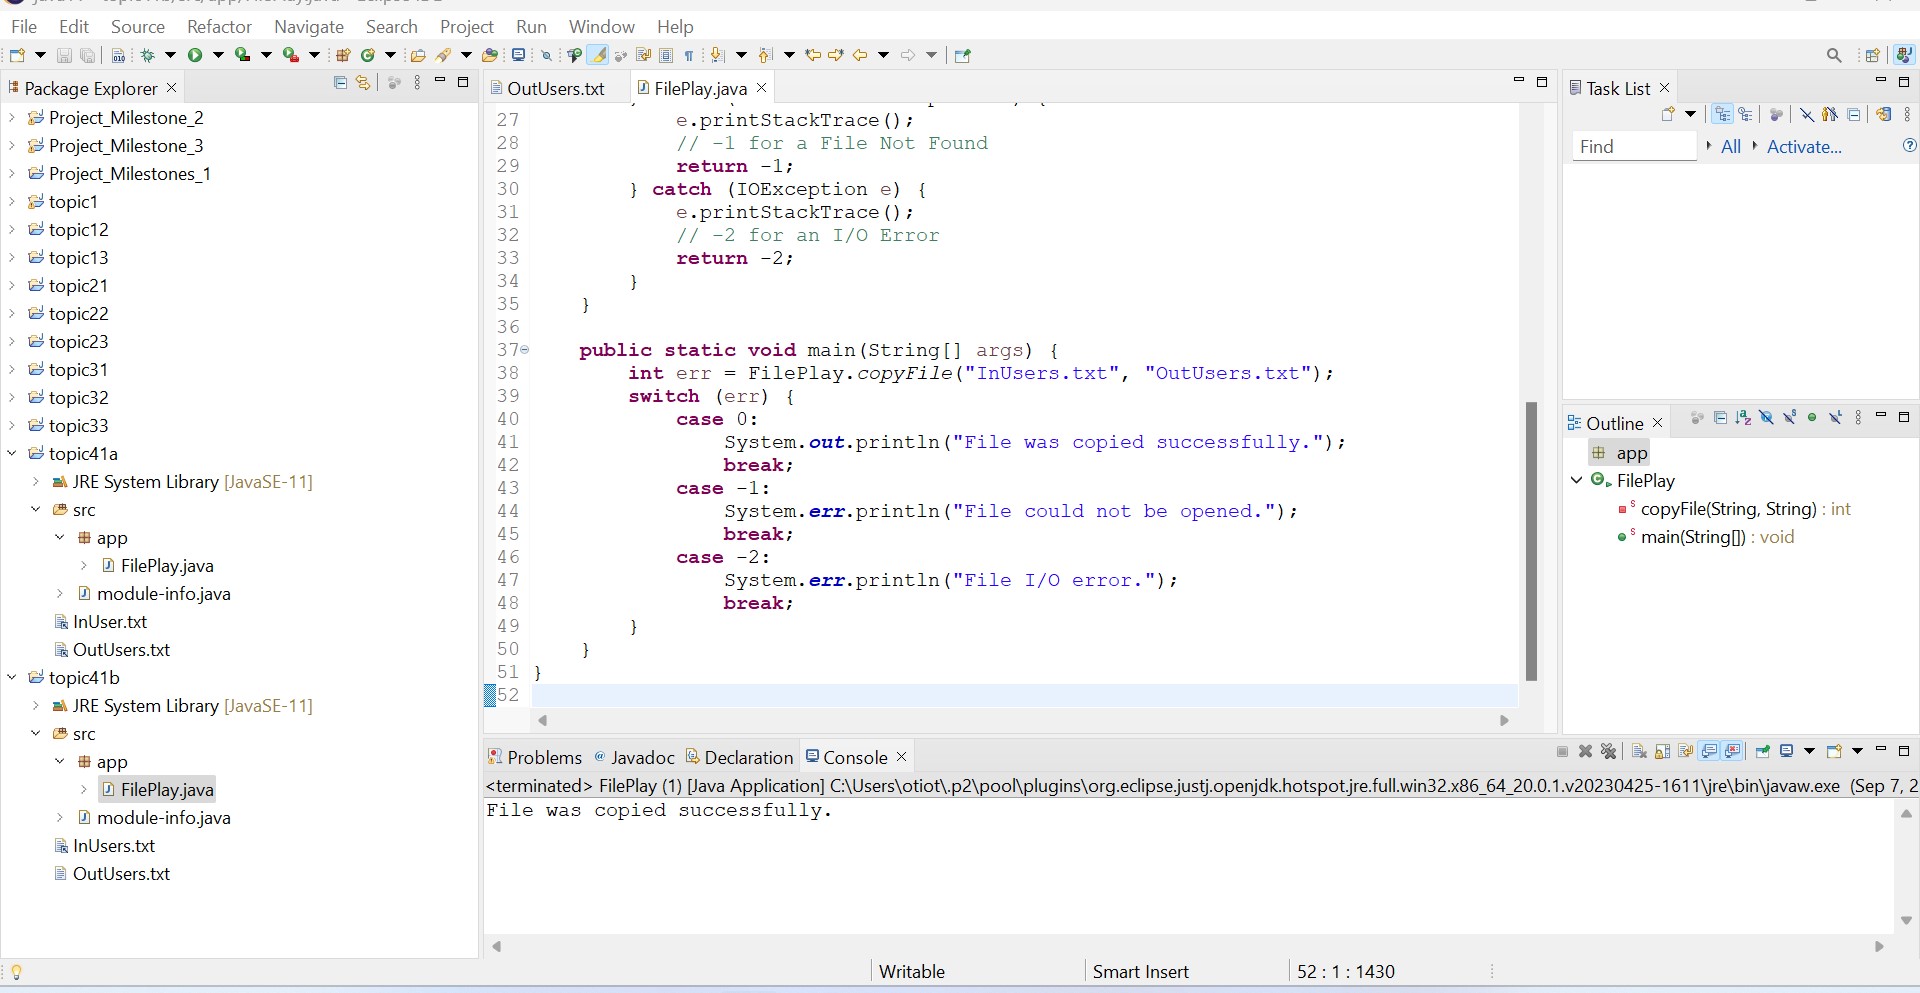 File Edit Source Refactor Navigate Search Project Run Window Help
Package Explorer
Project_Milestone_2
Project_Milestone_3
Project_Milestones_1
topic1
topic12
topic13
topic21
topic22
topic23
topic31
topic32
topic33
topic41a
JRE System Library [JavaSE-11]
src
app
FilePlay.java
module-info.java
InUser.txt
OutUsers.txt
topic41b
JRE System Library [JavaSE-11]
src
app
FilePlay.java
module-info.java
InUsers.txt
OutUsers.txt
OutUsers.txt FilePlay.java
27 e.printStackTrace();
28 // -1 for a File Not Found
29 return -1;
30 } catch (IOException e) {
31 e.printStackTrace();
32 // -2 for an I/O Error
33 return -2;
34 }
35 }
36
37 public static void main(String[] args) {
38 int err = FilePlay.copyFile("InUsers.txt", "OutUsers.txt");
39 switch (err) {
40 case 0:
41 System.out.println("File was copied successfully.");
42 break;
43 case -1:
44 System.err.println("File could not be opened.");
45 break;
46 case -2:
47 System.err.println("File I/O error.");
48 break;
49 }
50 }
51 }
52
Problems Javadoc Declaration Console
<terminated> FilePlay (1) [Java Application] C:\Users\otiot\.p2\pool\plugins\org.eclipse.justj.openjdk.hotspot.jre.full.win32.x86_64_20.0.1.v20230425-1611\jre\bin\javaw.exe (Sep 7, 2
File was copied successfully.
Task List
Find All Activate...
Outline
app
FilePlay
copyFile(String, String) : int
main(String[]) : void
Writable Smart Insert 52 : 1 : 1430